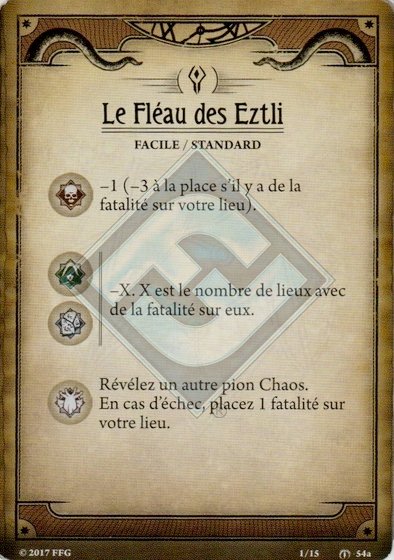 Le Fléau des Eztli
FACILE / STANDARD
–1 (–3 à la place s'il y a de la
fatalité sur votre lieu).
–X. X est le nombre de lieux avec
de la fatalité sur eux.
Révélez un autre pion Chaos.
En cas d'échec, placez 1 fatalité sur
votre lieu.
© 2017 FFG 1/15 54a